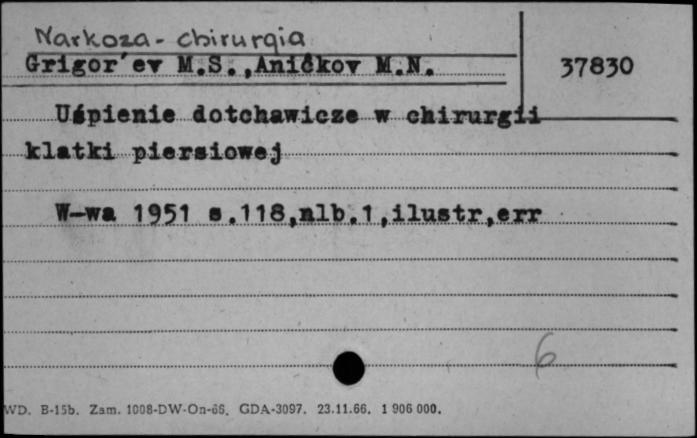 Narkoza - chirurgia
Grigor´ev M.S.,Aničkov M.N.
37830
Uśpienie dotchawicze w chirurgii
klatki piersiowej
W-wa 1951 s.118,nlb.1,ilustr,err
6
WD. B-15b. Zam. 1008-DW-On-66. GDA-3097. 23.11.66. 1 906 000.